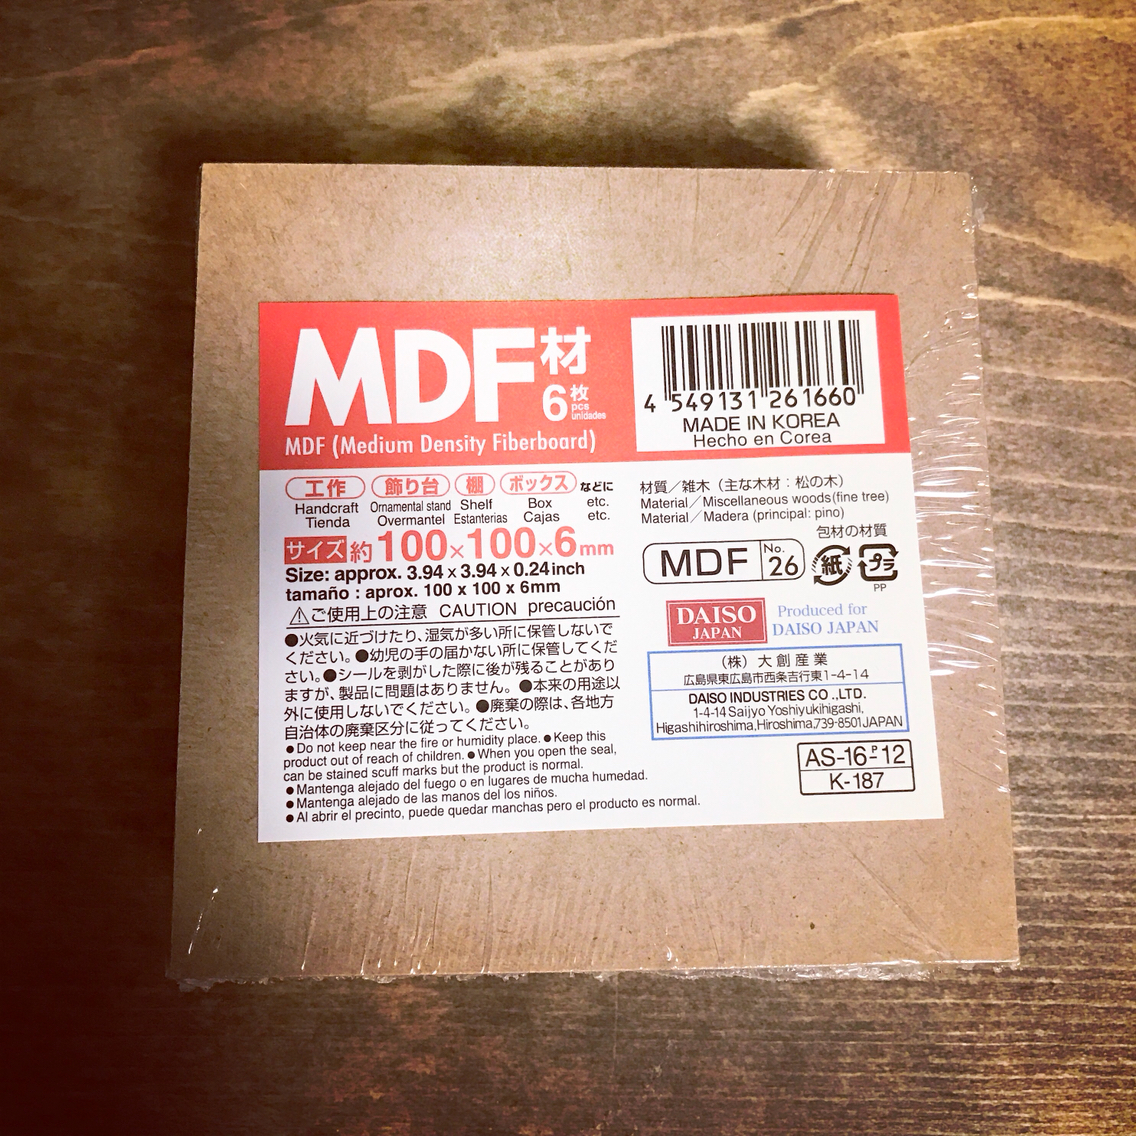 MDF材
6枚
pcs
unidades
MDF (Medium Density Fiberboard)
4 549131 261660
MADE IN KOREA
Hecho en Corea
工作 飾り台 棚 ボックス などに
Handcraft Ornamental stand Shelf Box etc.
Tienda Overmantel Estanterias Cajas etc.
サイズ 約100×100×6mm
Size: approx. 3.94 x 3.94 x 0.24 inch
tamaño : aprox. 100 x 100 x 6mm
⚠ご使用上の注意 CAUTION precaución
●火気に近づけたり、湿気が多い所に保管しないで
ください。●幼児の手の届かない所に保管してくだ
さい。●シールを剥がした際に後が残ることがあり
ますが、製品に問題はありません。●本来の用途以
外に使用しないでください。●廃棄の際は、各地方
自治体の廃棄区分に従ってください。
● Do not keep near the fire or humidity place. ● Keep this
product out of reach of children. ● When you open the seal,
can be stained scuff marks but the product is normal.
● Mantenga alejado del fuego o en lugares de mucha humedad.
● Mantenga alejado de las manos del los niños.
● Al abrir el precinto, puede quedar manchas pero el producto es normal.
材質／雑木（主な木材：松の木）
Material／Miscellaneous woods(fine tree)
Material／Madera (principal: pino)
包材の材質
MDF No. 26
紙 プラ
PP
DAISO
JAPAN
Produced for
DAISO JAPAN
（株）大創産業
広島県東広島市西条吉行東1-4-14
DAISO INDUSTRIES CO .,LTD.
1-4-14 Saijyo Yoshiyukihigashi,
Higashihiroshima,Hiroshima,739-8501 JAPAN
AS-16-P-12
K-187